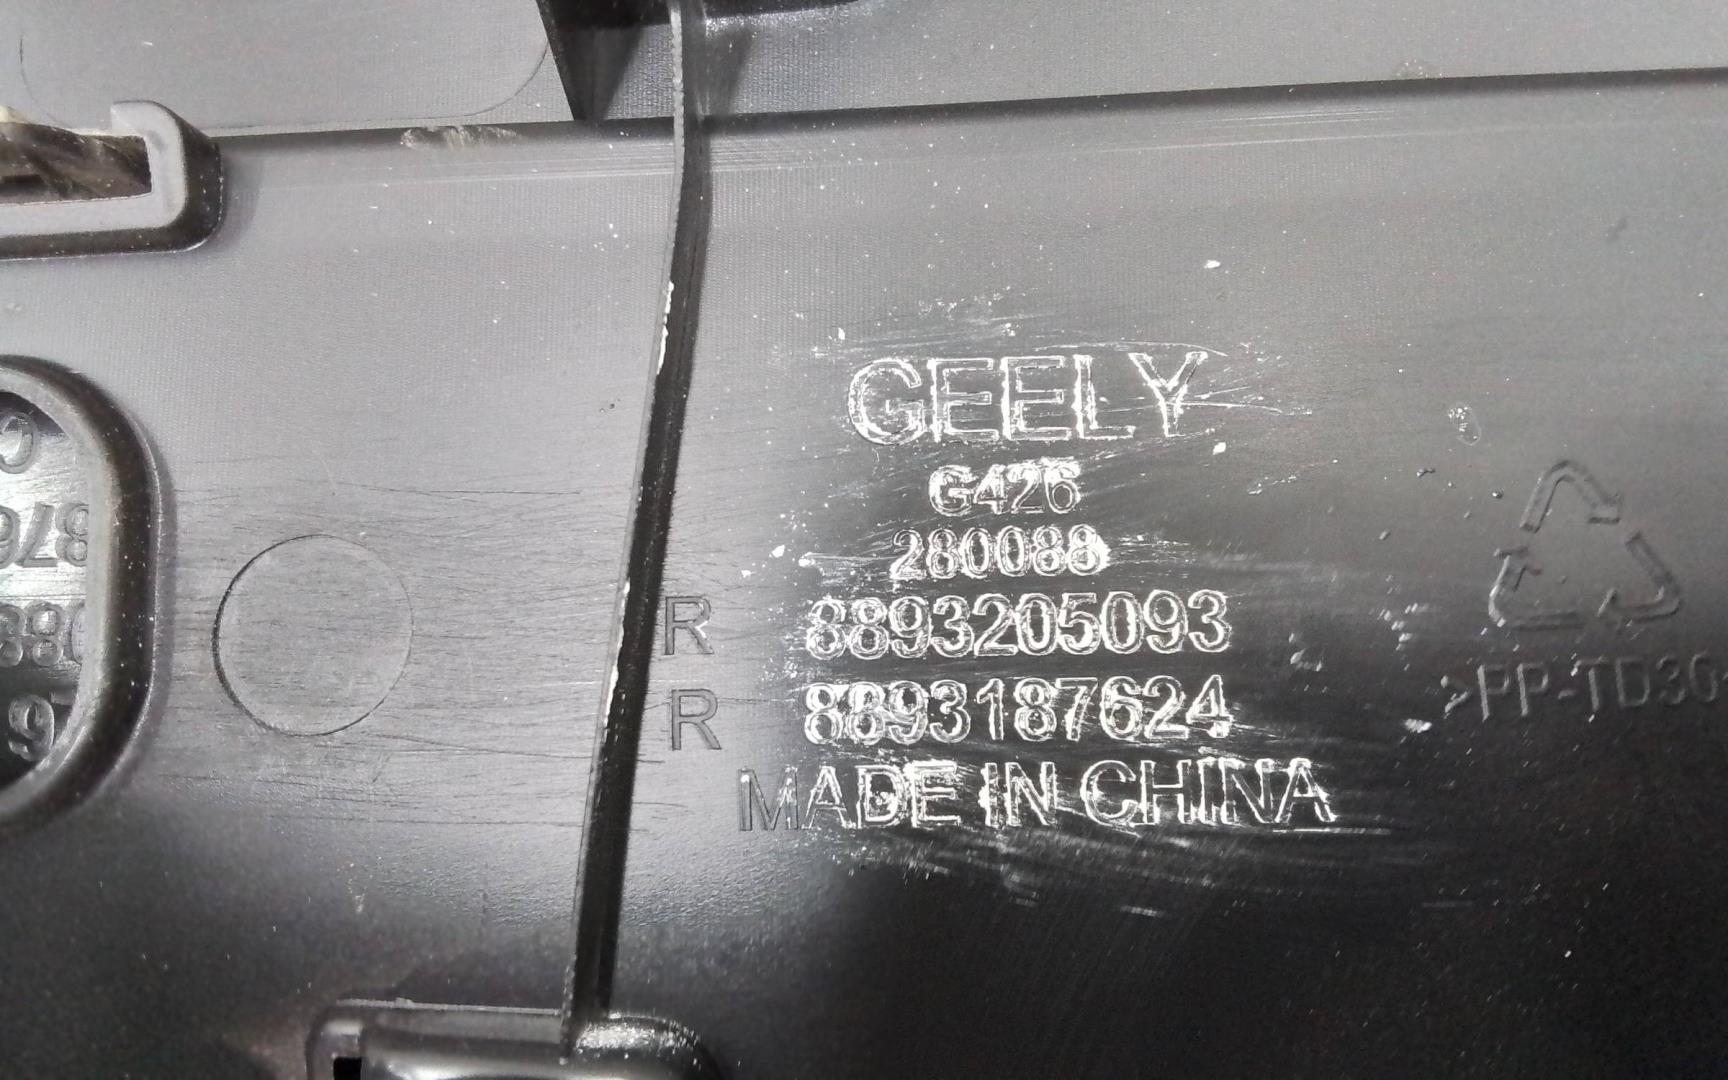 GEELY
G426
280088
R 8893205093
R 8893187624
MADE IN CHINA
>PP-TD30